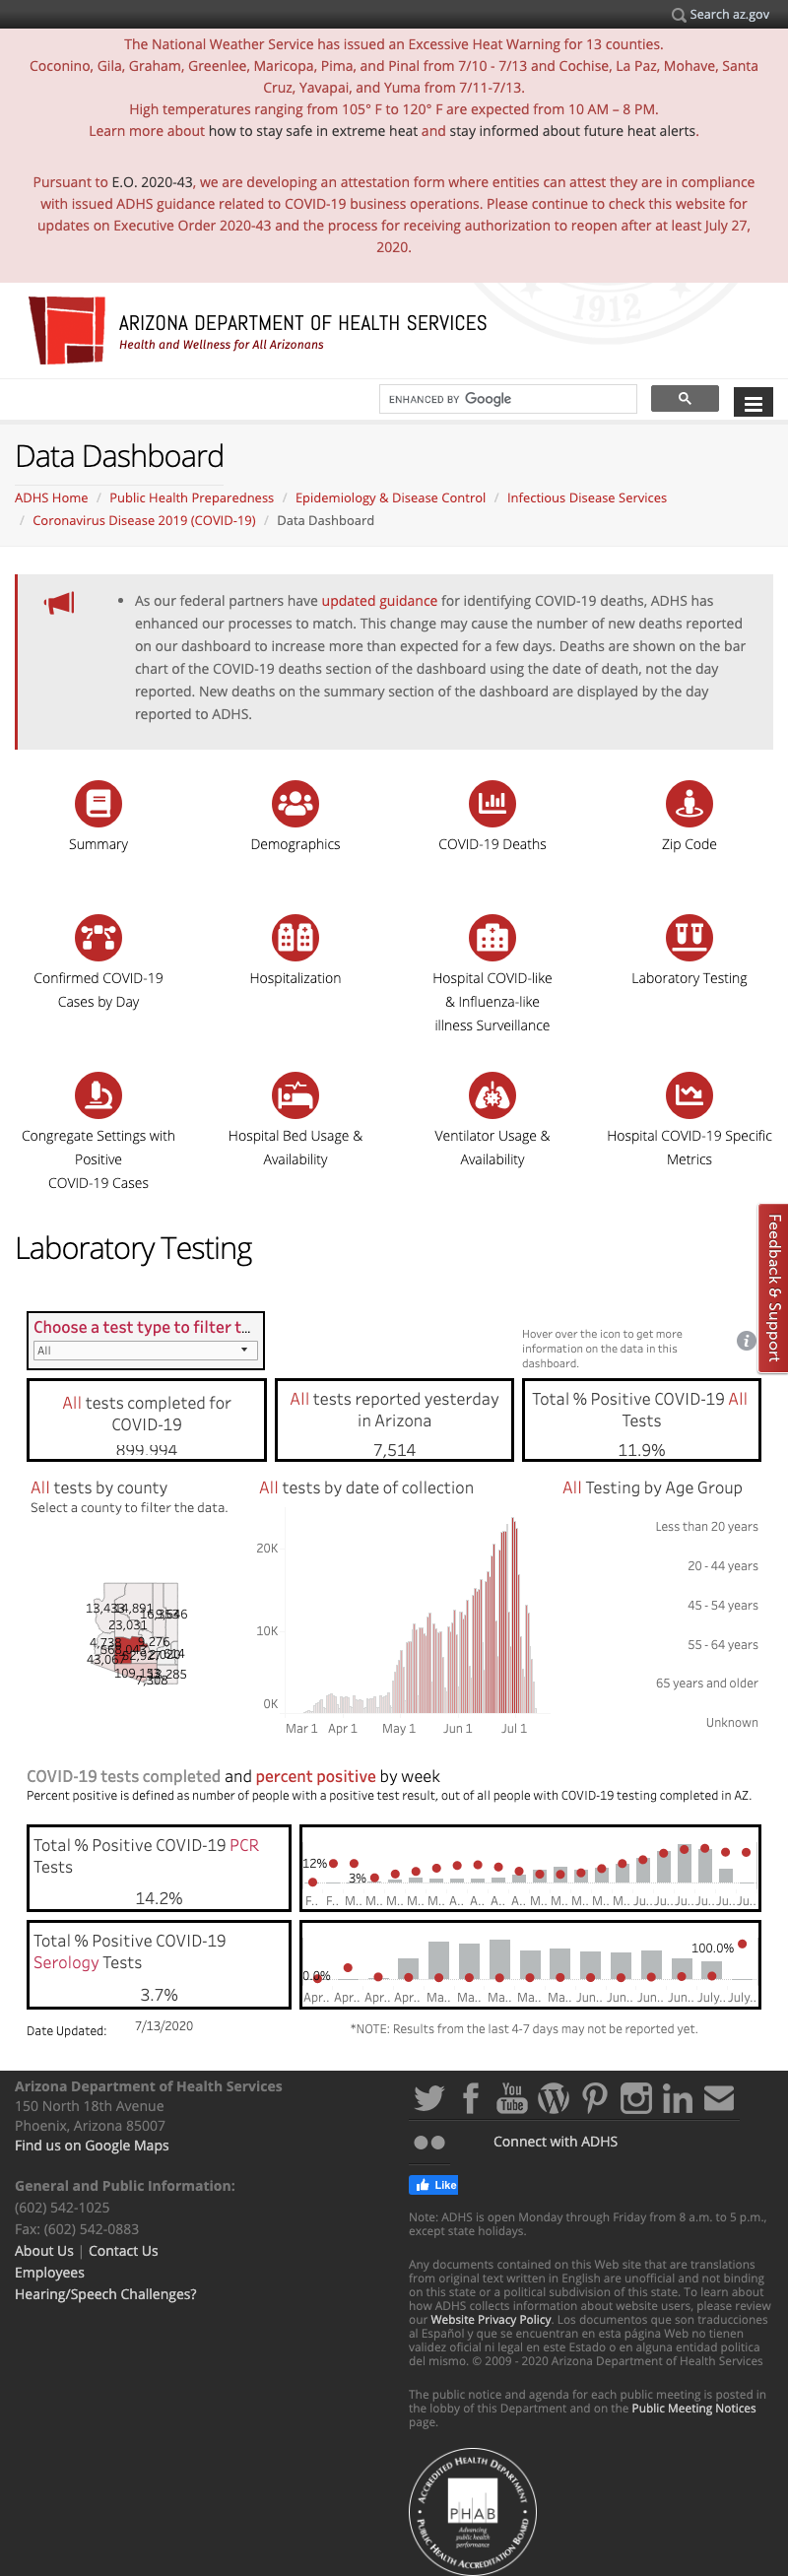 Search az.gov
The National Weather Service has issued an Excessive Heat Warning for 13 counties.
Coconino, Gila, Graham, Greenlee, Maricopa, Pima, and Pinal from 7/10 - 7/13 and Cochise, La Paz, Mohave, Santa
Cruz, Yavapai, and Yuma from 7/11-7/13.
High temperatures ranging from 105° F to 120° F are expected from 10 AM – 8 PM.
Learn more about how to stay safe in extreme heat and stay informed about future heat alerts.
Pursuant to E.O. 2020-43, we are developing an attestation form where entities can attest they are in compliance
with issued ADHS guidance related to COVID-19 business operations. Please continue to check this website for
updates on Executive Order 2020-43 and the process for receiving authorization to reopen after at least July 27,
2020.
1912
ARIZONA DEPARTMENT OF HEALTH SERVICES
Health and Wellness for All Arizonans
ENHANCED BY Google
Data Dashboard
ADHS Home / Public Health Preparedness / Epidemiology & Disease Control / Infectious Disease Services
/ Coronavirus Disease 2019 (COVID-19) / Data Dashboard
• As our federal partners have updated guidance for identifying COVID-19 deaths, ADHS has
enhanced our processes to match. This change may cause the number of new deaths reported
on our dashboard to increase more than expected for a few days. Deaths are shown on the bar
chart of the COVID-19 deaths section of the dashboard using the date of death, not the day
reported. New deaths on the summary section of the dashboard are displayed by the day
reported to ADHS.
Summary
Demographics
COVID-19 Deaths
Zip Code
Confirmed COVID-19
Cases by Day
Hospitalization
Hospital COVID-like
& Influenza-like
illness Surveillance
Laboratory Testing
Congregate Settings with
Positive
COVID-19 Cases
Hospital Bed Usage &
Availability
Ventilator Usage &
Availability
Hospital COVID-19 Specific
Metrics
Feedback & Support
Laboratory Testing
Choose a test type to filter t...
All
Hover over the icon to get more
information on the data in this
dashboard.
All tests completed for
COVID-19
899,994
All tests reported yesterday
in Arizona
7,514
Total % Positive COVID-19 All
Tests
11.9%
All tests by county
Select a county to filter the data.
13,433
23,031
4,738
43,067
7,308
All tests by date of collection
20K
10K
0K
Mar 1 Apr 1 May 1 Jun 1 Jul 1
All Testing by Age Group
Less than 20 years
20 - 44 years
45 - 54 years
55 - 64 years
65 years and older
Unknown
COVID-19 tests completed and percent positive by week
Percent positive is defined as number of people with a positive test result, out of all people with COVID-19 testing completed in AZ.
Total % Positive COVID-19 PCR
Tests
14.2%
12%
3%
F.. F.. M.. M.. M.. M.. M.. A.. A.. A.. A.. M.. M.. M.. M.. M.. Ju.. Ju.. Ju.. Ju.. Ju.. Ju..
Total % Positive COVID-19
Serology Tests
3.7%
0.0%
100.0%
Apr.. Apr.. Apr.. Apr.. Ma.. Ma.. Ma.. Ma.. Ma.. Jun.. Jun.. Jun.. Jun.. July.. July..
Date Updated: 7/13/2020
*NOTE: Results from the last 4-7 days may not be reported yet.
Arizona Department of Health Services
150 North 18th Avenue
Phoenix, Arizona 85007
Find us on Google Maps
General and Public Information:
(602) 542-1025
Fax: (602) 542-0883
About Us | Contact Us
Employees
Hearing/Speech Challenges?
You Tube
Connect with ADHS
Like
Note: ADHS is open Monday through Friday from 8 a.m. to 5 p.m.,
except state holidays.
Any documents contained on this Web site that are translations
from original text written in English are unofficial and not binding
on this state or a political subdivision of this state. To learn about
how ADHS collects information about website users, please review
our Website Privacy Policy. Los documentos que son traducciones
al Español y que se encuentran en esta página Web no tienen
validez oficial ni legal en este Estado o en alguna entidad politica
del mismo. © 2009 - 2020 Arizona Department of Health Services
The public notice and agenda for each public meeting is posted in
the lobby of this Department and on the Public Meeting Notices
page.
ACCREDITED HEALTH DEPARTMENT
PHAB
Advancing
public health
performance
PUBLIC HEALTH ACCREDITATION BOARD